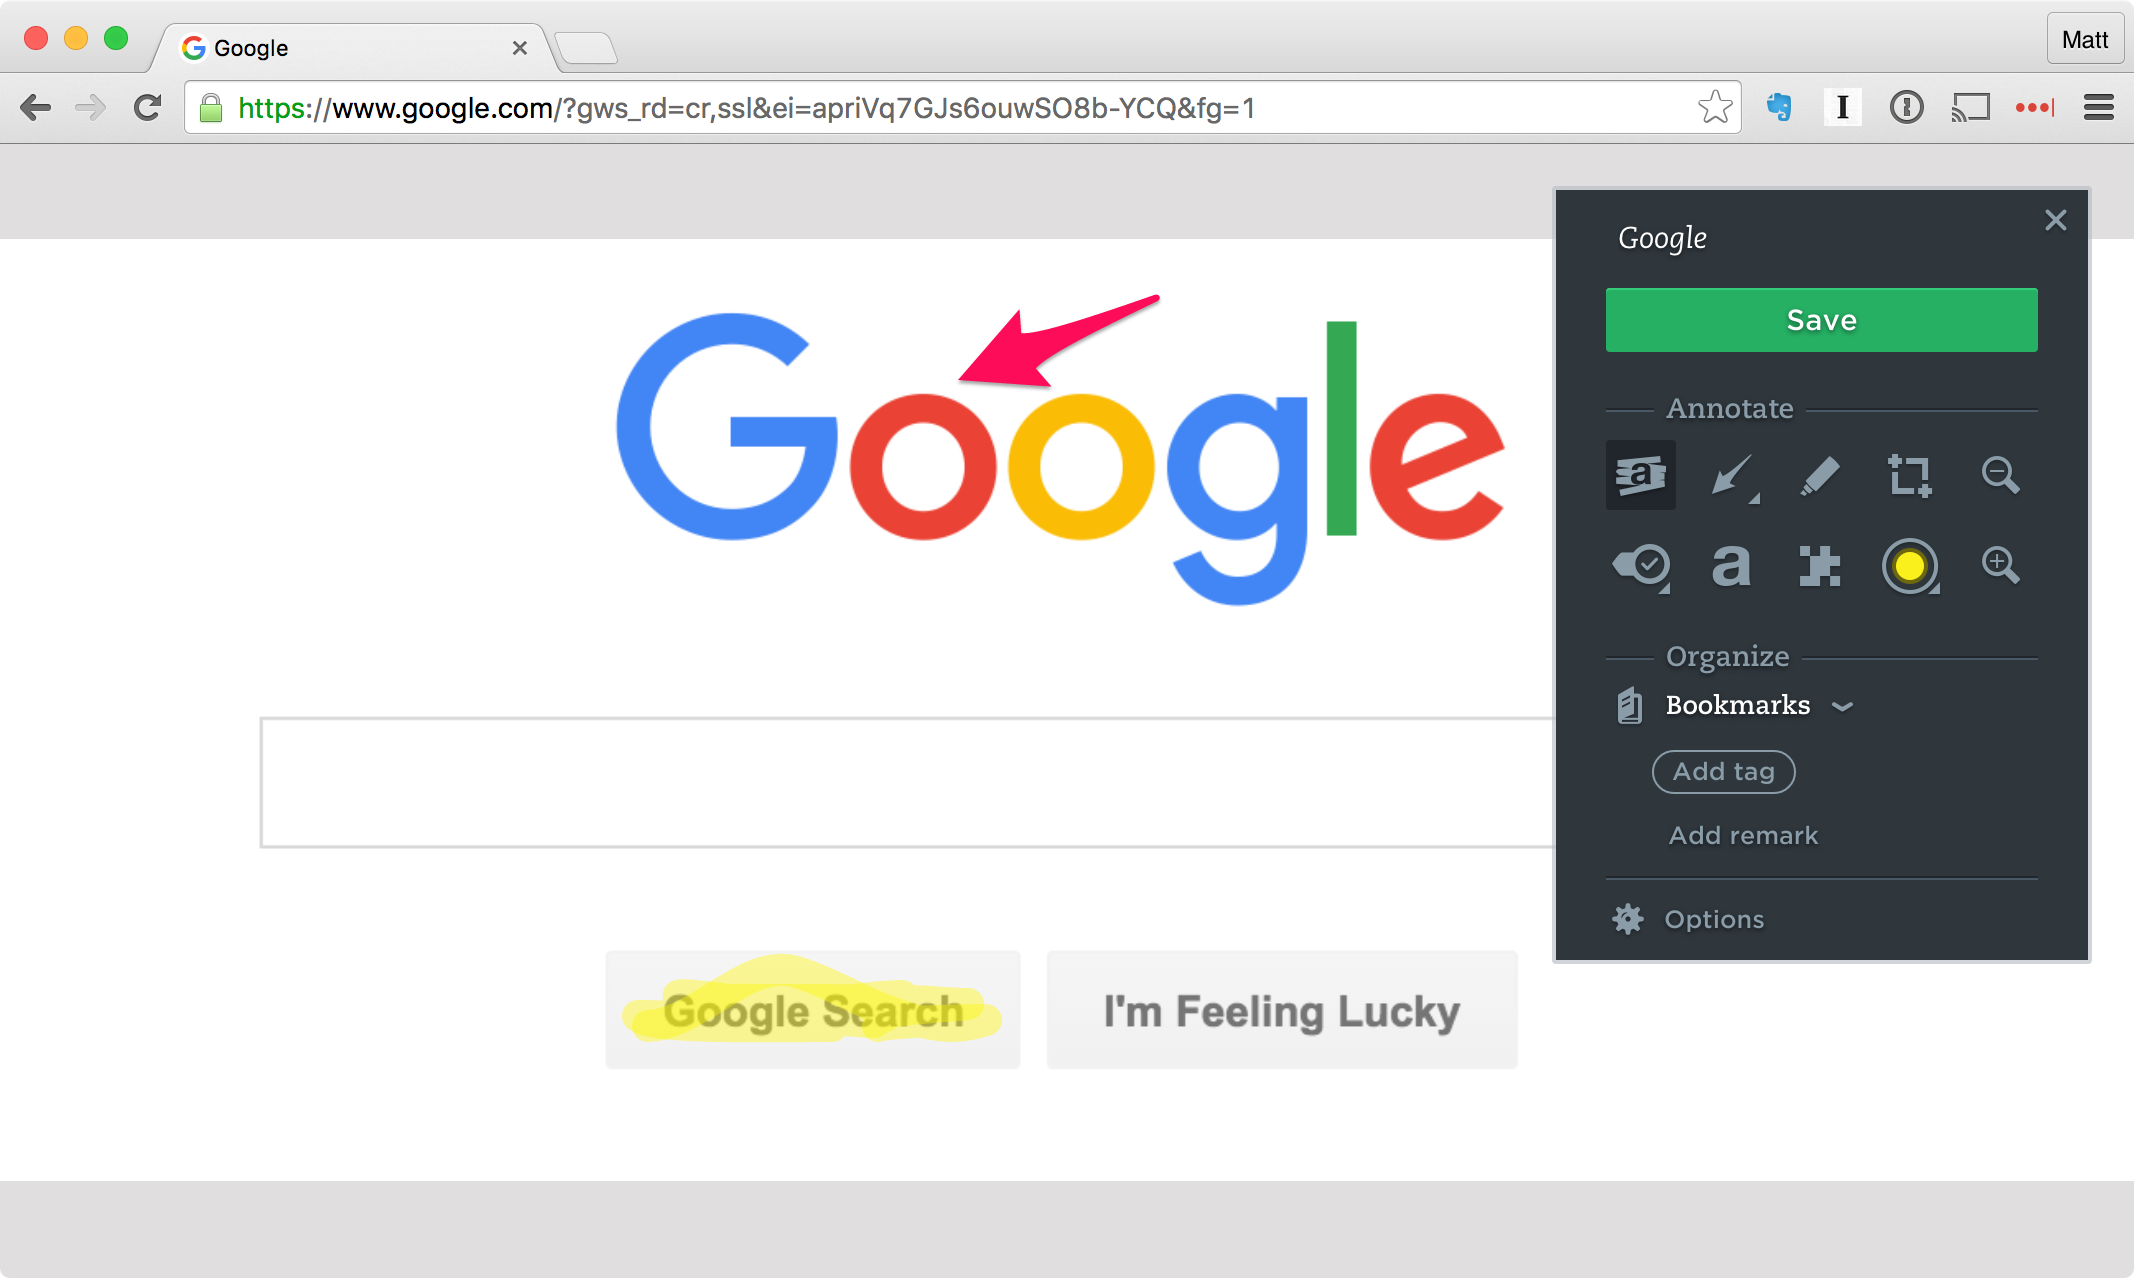 Google
Matt
https://www.google.com/?gws_rd=cr,ssl&ei=apriVq7GJs6ouwSO8b-YCQ&fg=1
Google
Google
Save
Annotate
a
a
Organize
Bookmarks
Add tag
Add remark
Options
Google Search
I'm Feeling Lucky